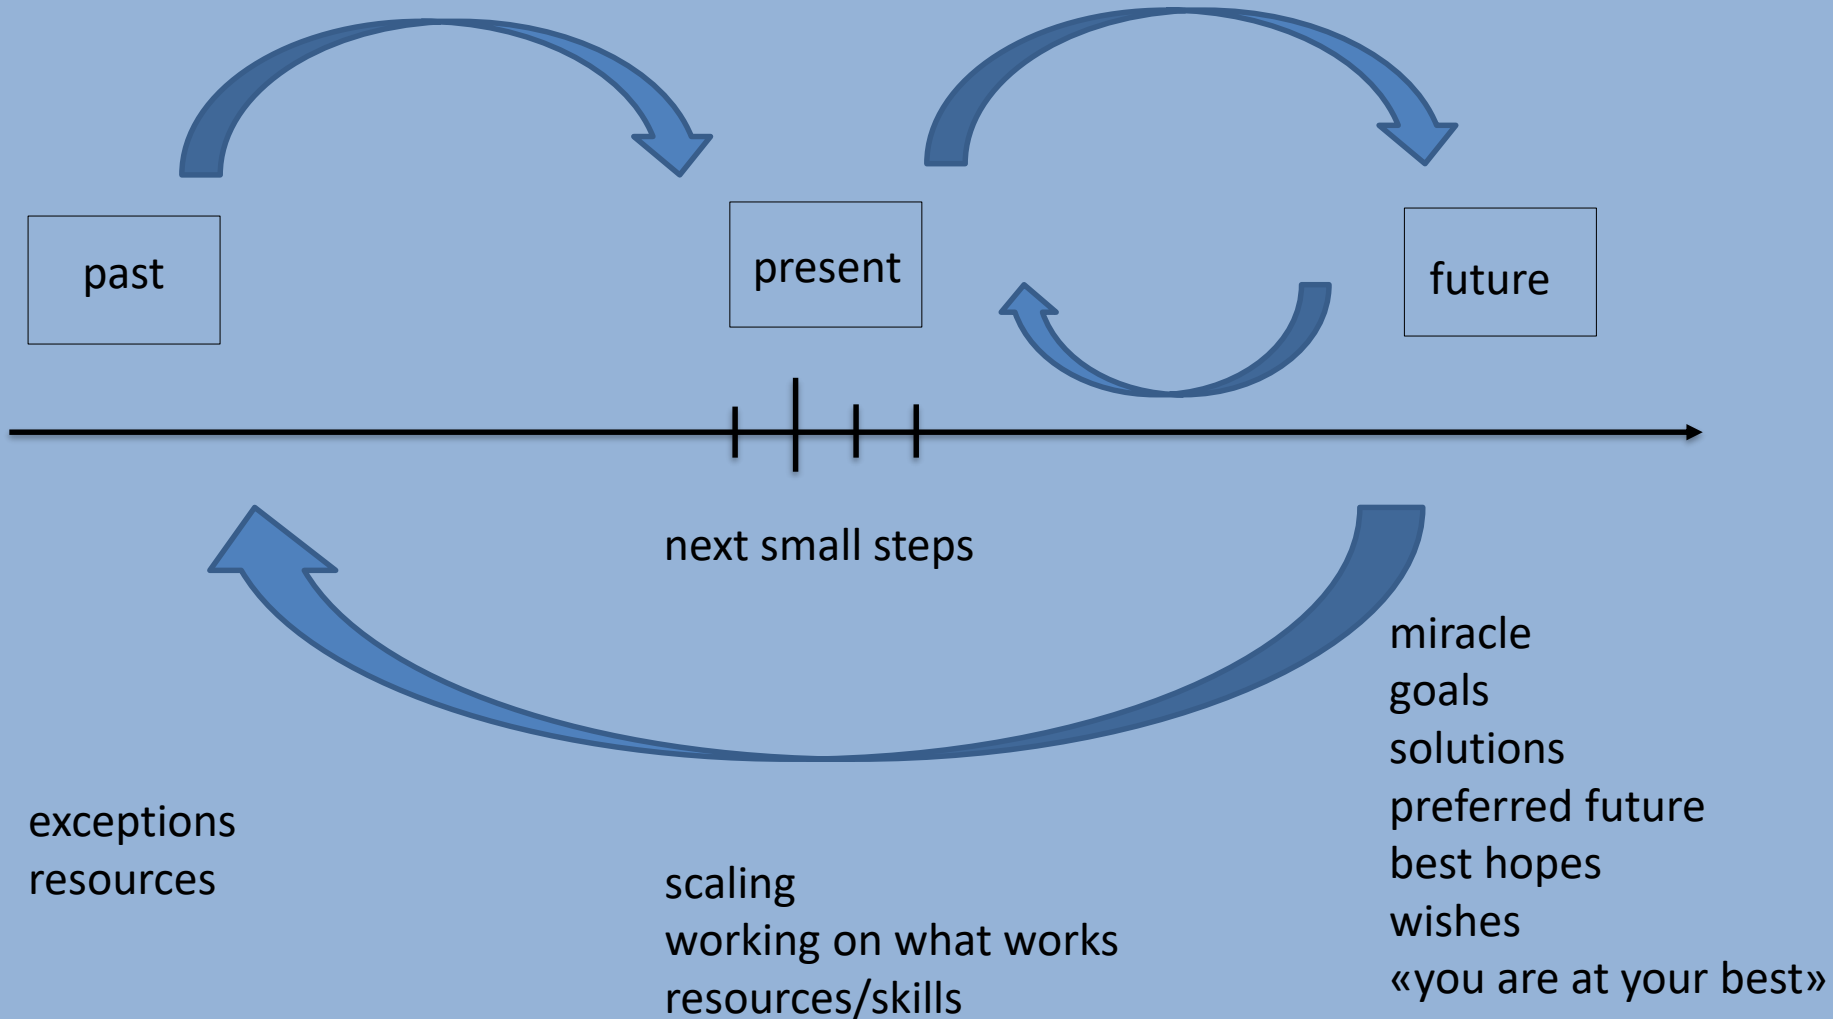 past
present
future
next small steps
exceptions
resources
scaling
working on what works
resources/skills
miracle
goals
solutions
preferred future
best hopes
wishes
«you are at your best»